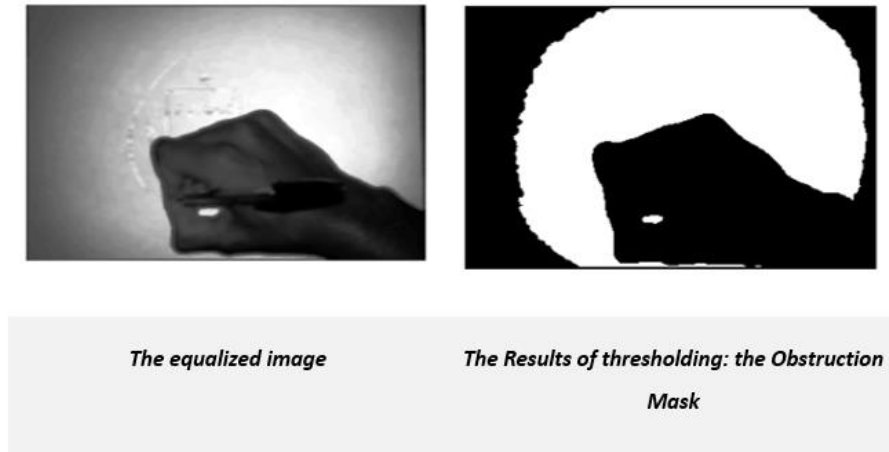 The equalized image
The Results of thresholding: the Obstruction
Mask